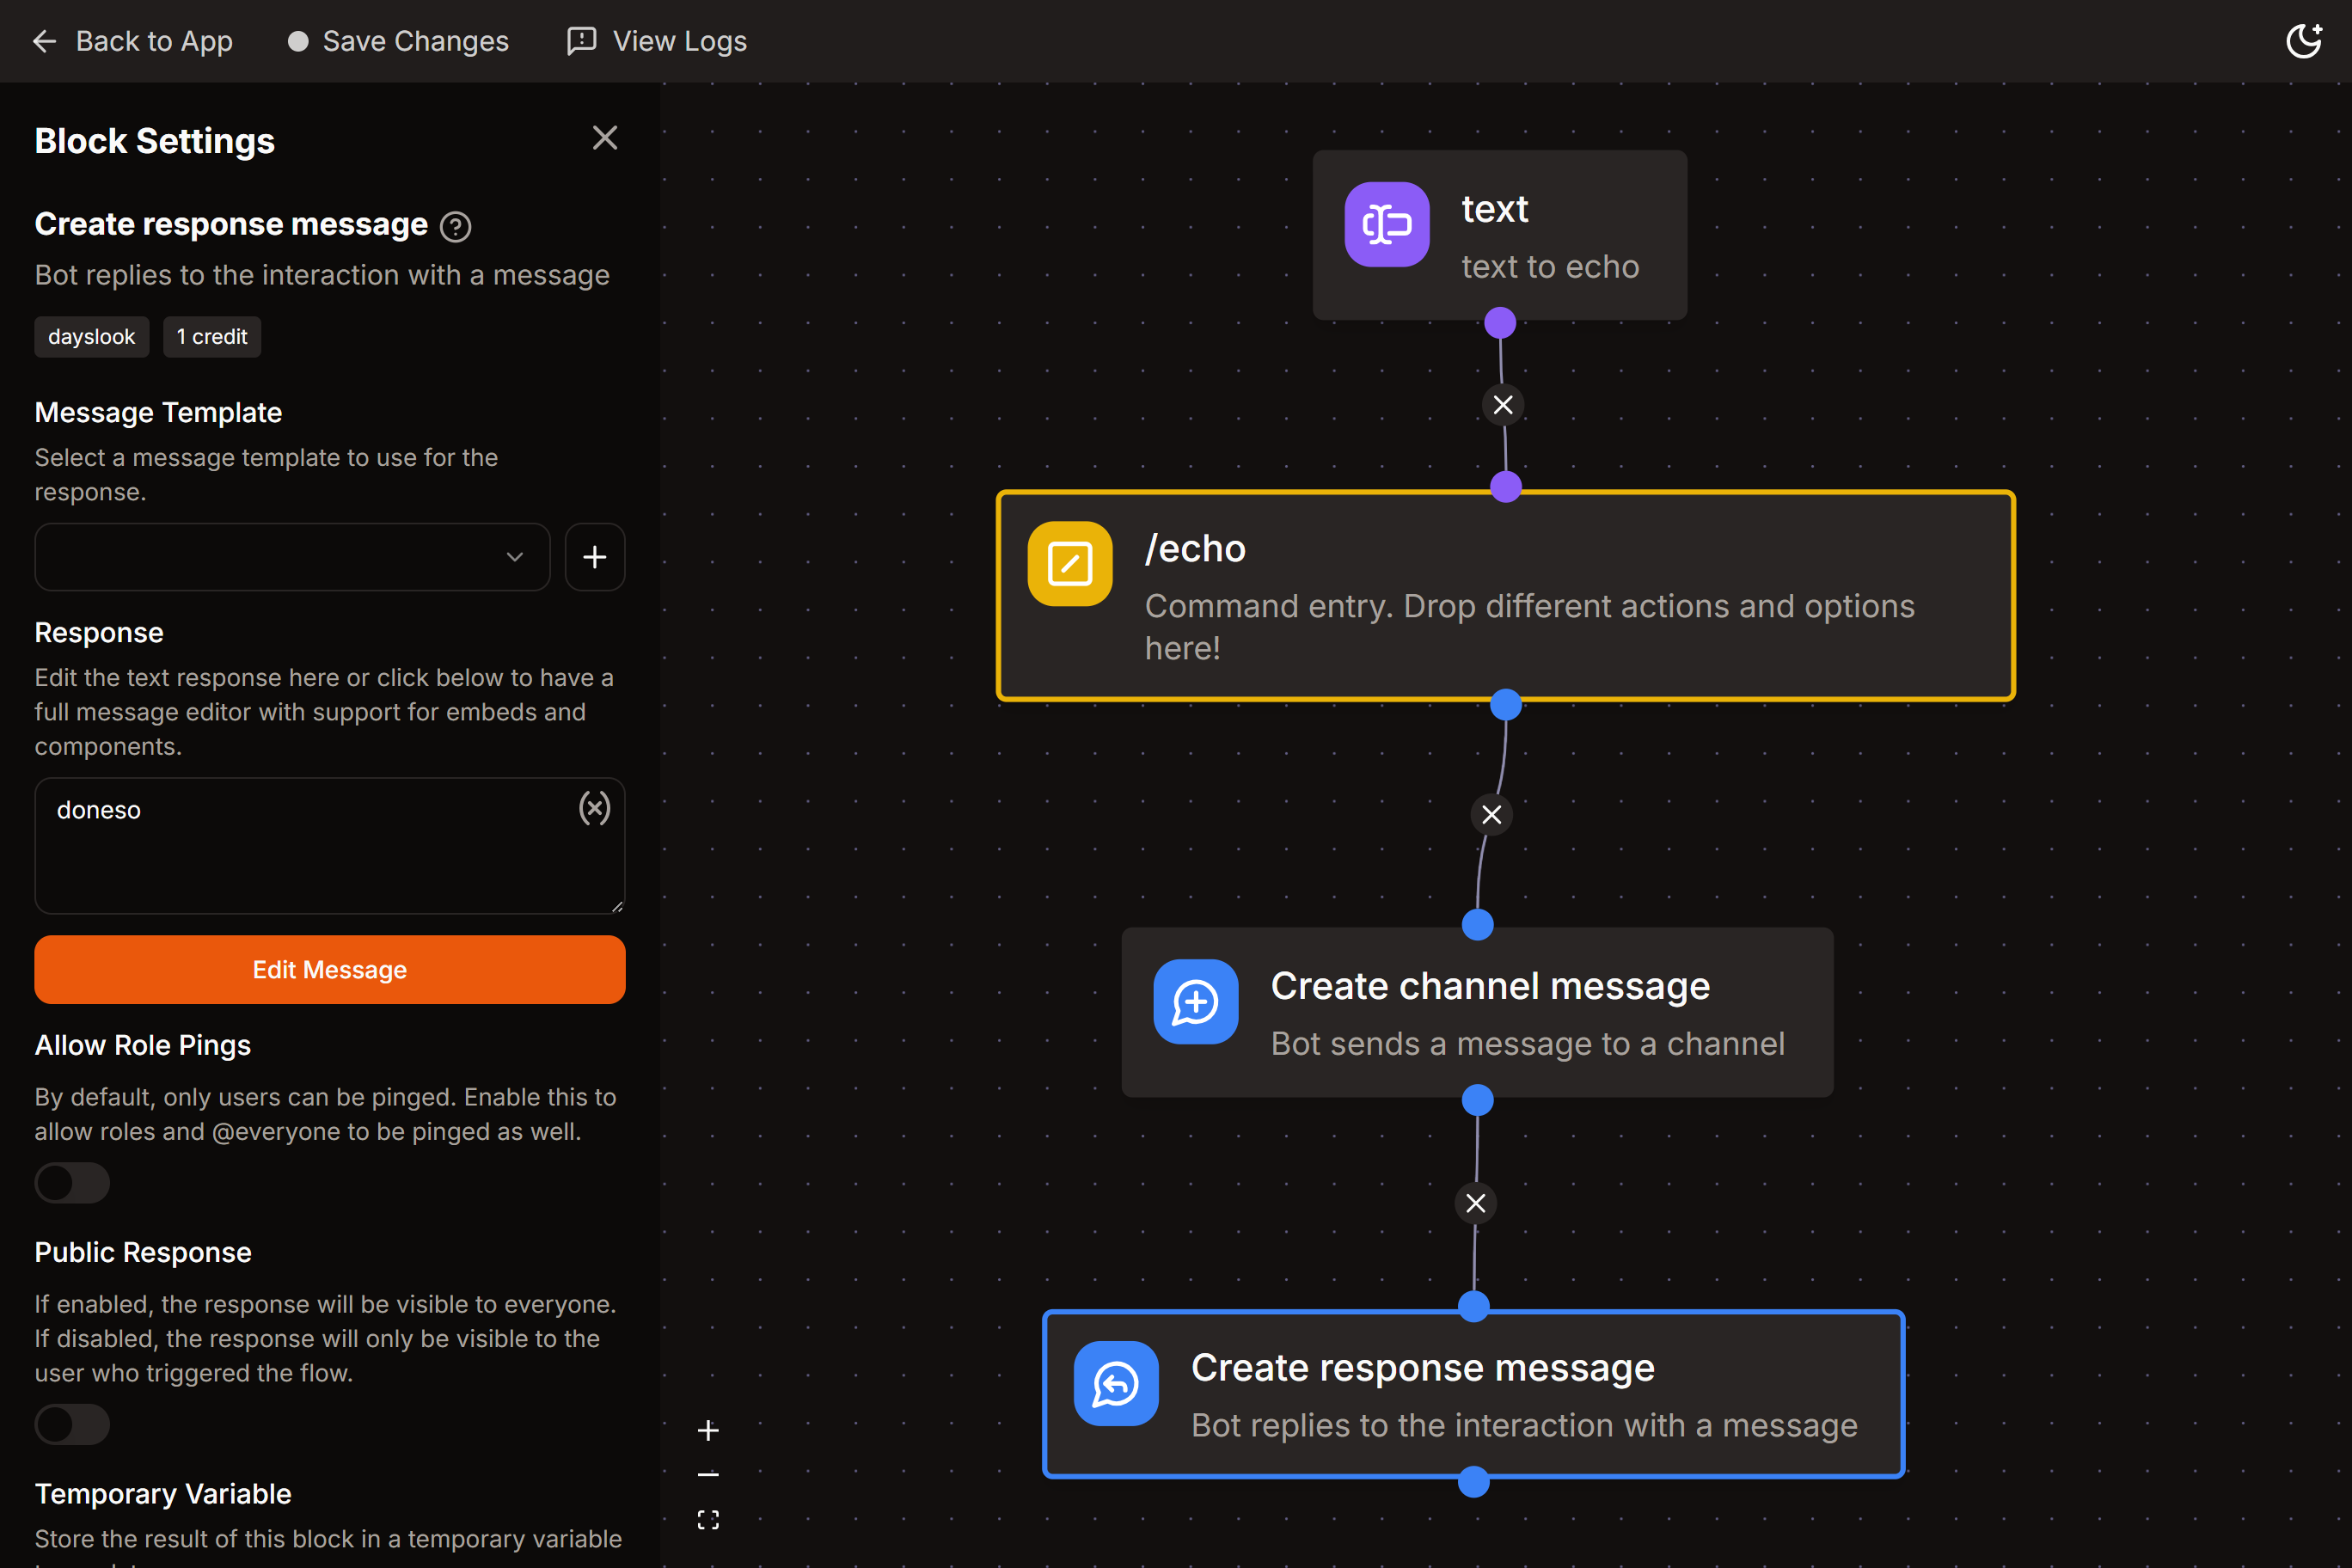 Back to App
Save Changes
View Logs
Block Settings
Create response message
Bot replies to the interaction with a message
dayslook
1 credit
Message Template
Select a message template to use for the
response.
Response
Edit the text response here or click below to have a
full message editor with support for embeds and
components.
doneso
Edit Message
Allow Role Pings
By default, only users can be pinged. Enable this to
allow roles and @everyone to be pinged as well.
Public Response
If enabled, the response will be visible to everyone.
If disabled, the response will only be visible to the
user who triggered the flow.
Temporary Variable
Store the result of this block in a temporary variable
text
text to echo
/echo
Command entry. Drop different actions and options
here!
Create channel message
Bot sends a message to a channel
Create response message
Bot replies to the interaction with a message